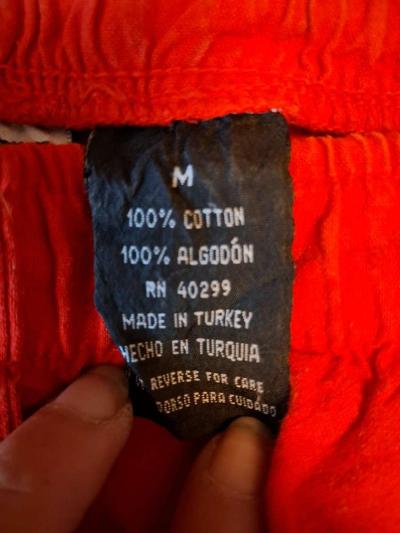 M
100% COTTON
100% ALGODÓN
RN 40299
MADE IN TURKEY
HECHO EN TURQUIA
REVERSE FOR CARE
DORSO PARA CUIDADO